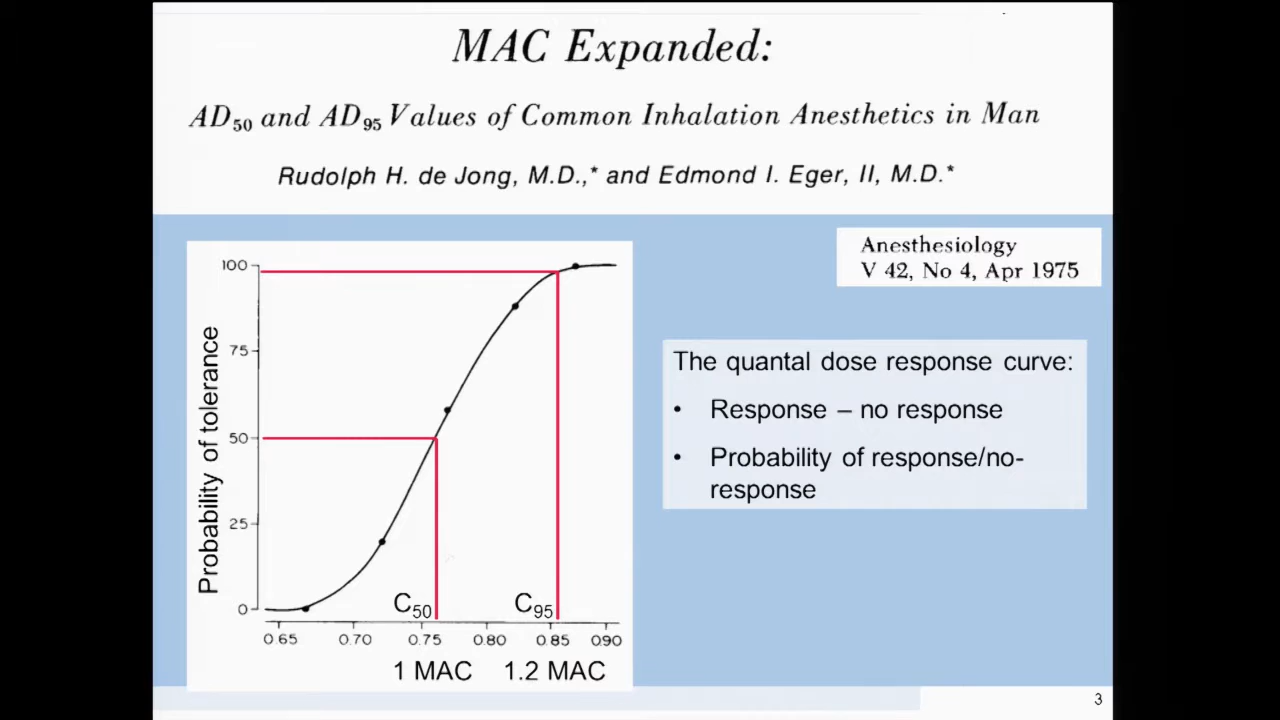 MAC Expanded:
AD50 and AD95 Values of Common Inhalation Anesthetics in Man
Rudolph H. de Jong, M.D.,* and Edmond I. Eger, II, M.D.*
Anesthesiology
V 42, No 4, Apr 1975
Probability of tolerance
100
75
50
25
0
C50
C95
0.65 0.70 0.75 0.80 0.85 0.90
1 MAC 1.2 MAC
The quantal dose response curve:
• Response – no response
• Probability of response/no-
response
3